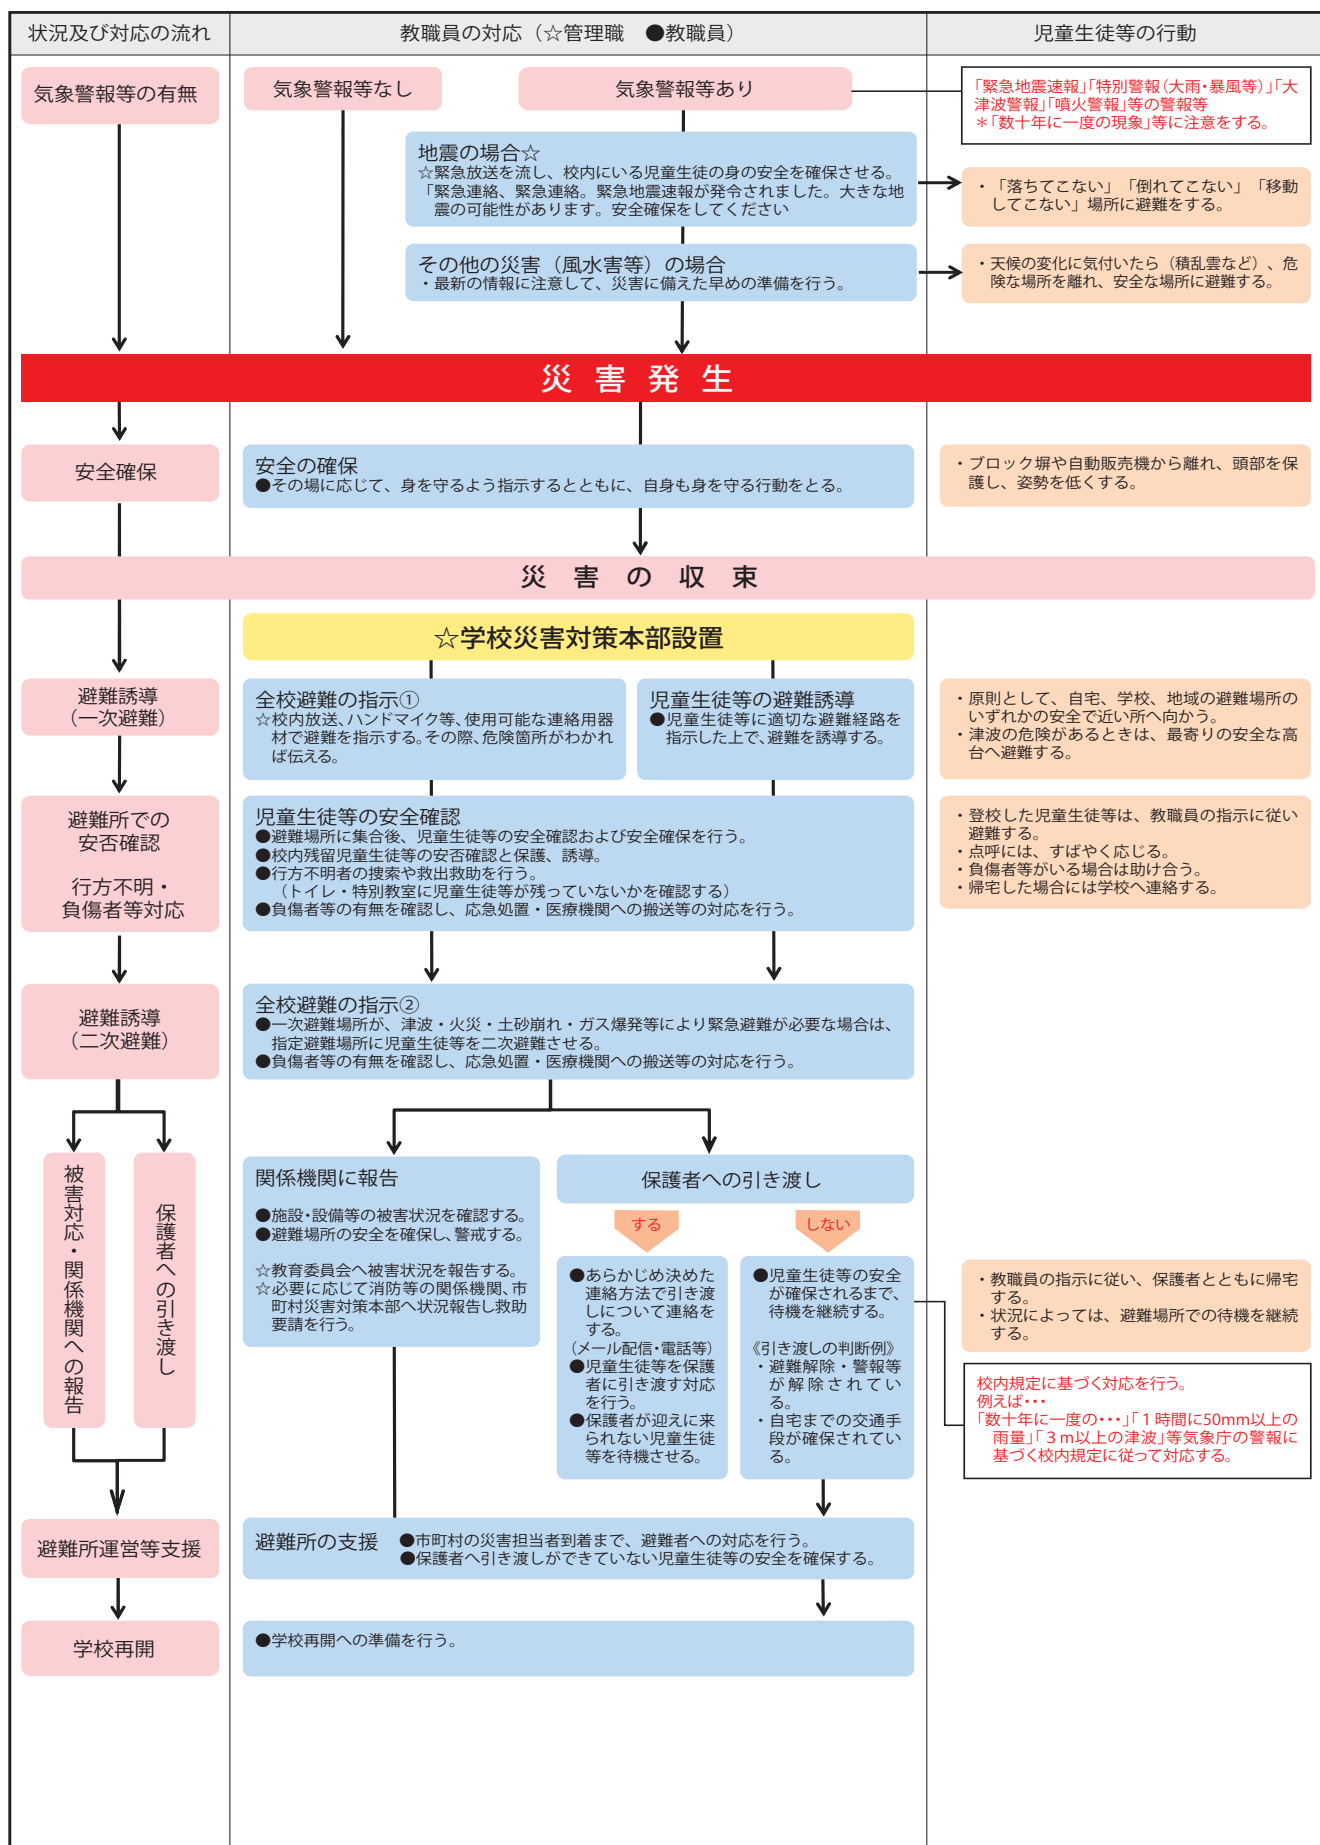 状況及び対応の流れ
教職員の対応（☆管理職　●教職員）
児童生徒等の行動
気象警報等の有無
気象警報等なし
気象警報等あり
「緊急地震速報」「特別警報（大雨・暴風等）」「大
津波警報」「噴火警報」等の警報等
＊「数十年に一度の現象」等に注意をする。
地震の場合☆
☆緊急放送を流し、校内にいる児童生徒の身の安全を確保させる。
「緊急連絡、緊急連絡。緊急地震速報が発令されました。大きな地
震の可能性があります。安全確保をしてください
・「落ちてこない」「倒れてこない」「移動
してこない」場所に避難をする。
その他の災害（風水害等）の場合
・最新の情報に注意して、災害に備えた早めの準備を行う。
・天候の変化に気付いたら（積乱雲など）、危
険な場所を離れ、安全な場所に避難する。
災害発生
安全確保
安全の確保
●その場に応じて、身を守るよう指示するとともに、自身も身を守る行動をとる。
・ブロック塀や自動販売機から離れ、頭部を保
護し、姿勢を低くする。
災害の収束
☆学校災害対策本部設置
避難誘導
（一次避難）
全校避難の指示①
☆校内放送、ハンドマイク等、使用可能な連絡用器
材で避難を指示する。その際、危険箇所がわかれ
ば伝える。
児童生徒等の避難誘導
●児童生徒等に適切な避難経路を
指示した上で、避難を誘導する。
・原則として、自宅、学校、地域の避難場所の
いずれかの安全で近い所へ向かう。
・津波の危険があるときは、最寄りの安全な高
台へ避難する。
避難所での
安否確認
行方不明・
負傷者等対応
児童生徒等の安全確認
●避難場所に集合後、児童生徒等の安全確認および安全確保を行う。
●校内残留児童生徒等の安否確認と保護、誘導。
●行方不明者の捜索や救出救助を行う。
（トイレ・特別教室に児童生徒等が残っていないかを確認する）
●負傷者等の有無を確認し、応急処置・医療機関への搬送等の対応を行う。
・登校した児童生徒等は、教職員の指示に従い
避難する。
・点呼には、すばやく応じる。
・負傷者等がいる場合は助け合う。
・帰宅した場合には学校へ連絡する。
避難誘導
（二次避難）
全校避難の指示②
●一次避難場所が、津波・火災・土砂崩れ・ガス爆発等により緊急避難が必要な場合は、
指定避難場所に児童生徒等を二次避難させる。
●負傷者等の有無を確認し、応急処置・医療機関への搬送等の対応を行う。
被害対応・関係機関への報告
保護者への引き渡し
関係機関に報告
●施設・設備等の被害状況を確認する。
●避難場所の安全を確保し、警戒する。
☆教育委員会へ被害状況を報告する。
☆必要に応じて消防等の関係機関、市
町村災害対策本部へ状況報告し救助
要請を行う。
保護者への引き渡し
する
しない
●あらかじめ決めた
連絡方法で引き渡
しについて連絡を
する。
（メール配信・電話等）
●児童生徒等を保護
者に引き渡す対応
を行う。
●保護者が迎えに来
られない児童生徒
等を待機させる。
●児童生徒等の安全
が確保されるまで、
待機を継続する。
《引き渡しの判断例》
・避難解除・警報等
が解除されてい
る。
・自宅までの交通手
段が確保されてい
る。
・教職員の指示に従い、保護者とともに帰宅
する。
・状況によっては、避難場所での待機を継続
する。
校内規定に基づく対応を行う。
例えば・・・
「数十年に一度の・・・」「１時間に50mm以上の
雨量」「３ｍ以上の津波」等気象庁の警報に
基づく校内規定に従って対応する。
避難所運営等支援
避難所の支援
●市町村の災害担当者到着まで、避難者への対応を行う。
●保護者へ引き渡しができていない児童生徒等の安全を確保する。
学校再開
●学校再開への準備を行う。